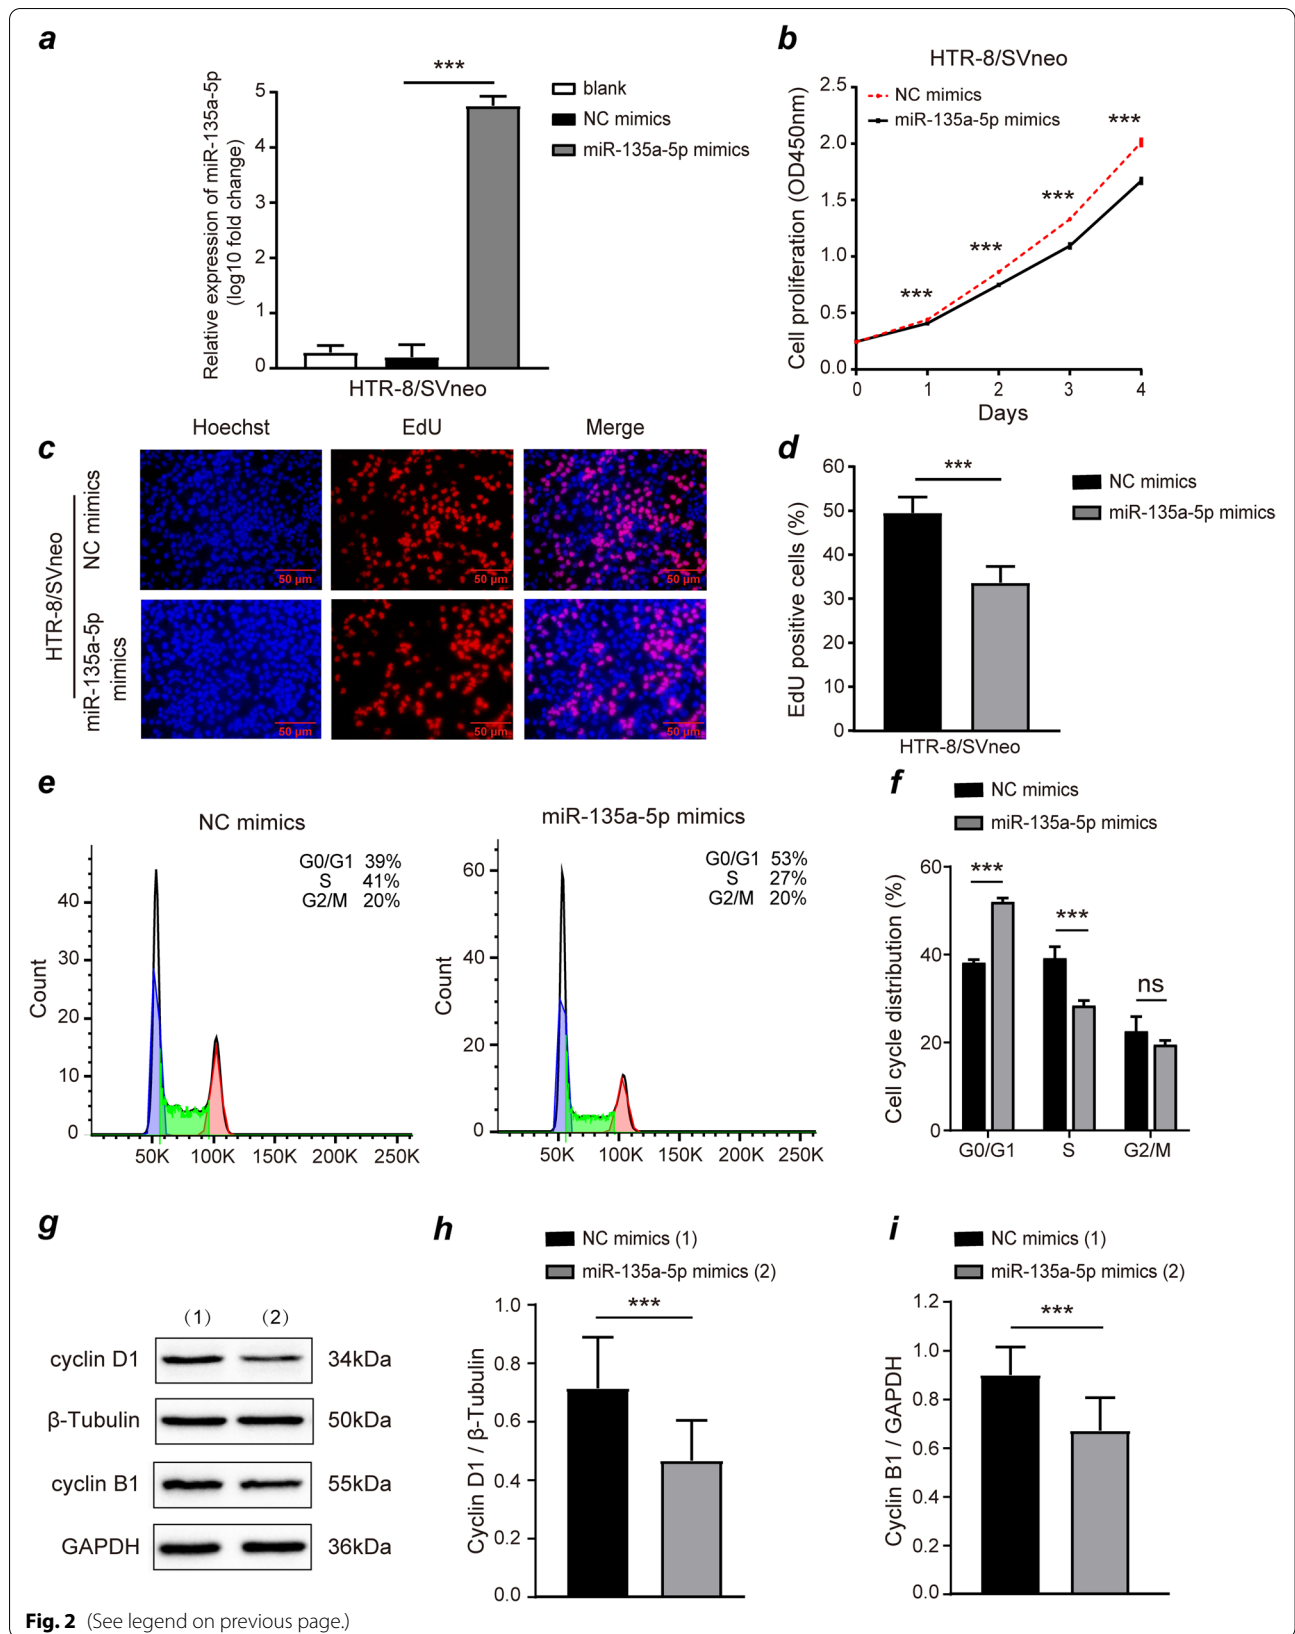 a
***
Relative expression of miR-135a-5p
(log10 fold change)
5
4
3
2
1
0
HTR-8/SVneo
blank
NC mimics
miR-135a-5p mimics
b
HTR-8/SVneo
NC mimics
miR-135a-5p mimics
Cell proliferation (OD450nm)
2.5
2.0
1.5
1.0
0.5
0.0
*** *** *** ***
0 1 2 3 4
Days
c
Hoechst EdU Merge
HTR-8/SVneo
NC mimics
50 μm 50 μm 50 μm
miR-135a-5p
mimics
50 μm 50 μm 50 μm
d
***
EdU positive cells (%)
60
50
40
30
20
10
0
HTR-8/SVneo
NC mimics
miR-135a-5p mimics
e
NC mimics
G0/G1 39%
S 41%
G2/M 20%
Count
40
30
20
10
0
50K 100K 150K 200K 250K
miR-135a-5p mimics
G0/G1 53%
S 27%
G2/M 20%
Count
60
40
20
0
50K 100K 150K 200K 250K
f
NC mimics
miR-135a-5p mimics
Cell cycle distribution (%)
60
40
20
0
*** *** ns
G0/G1 S G2/M
g
(1) (2)
cyclin D1 34kDa
β-Tubulin 50kDa
cyclin B1 55kDa
GAPDH 36kDa
h
NC mimics (1)
miR-135a-5p mimics (2)
***
Cyclin D1 / β-Tubulin
1.0
0.8
0.6
0.4
0.2
0.0
i
NC mimics (1)
miR-135a-5p mimics (2)
***
Cyclin B1 / GAPDH
1.2
1.0
0.8
0.6
0.4
0.2
0.0
Fig. 2 (See legend on previous page.)